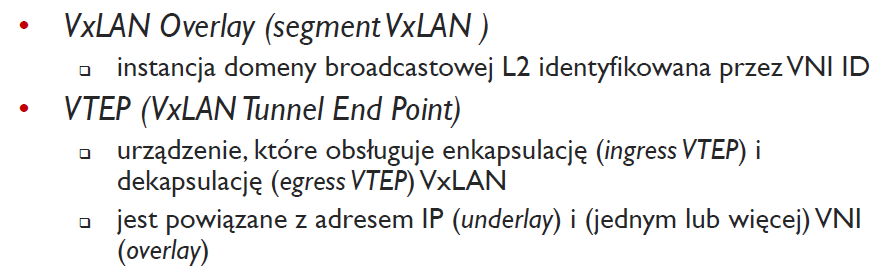 • VxLAN Overlay (segment VxLAN )
❑ instancja domeny broadcastowej L2 identyfikowana przez VNI ID
• VTEP (VxLAN Tunnel End Point)
❑ urządzenie, które obsługuje enkapsulację (ingress VTEP) i
dekapsulację (egress VTEP) VxLAN
❑ jest powiązane z adresem IP (underlay) i (jednym lub więcej) VNI
(overlay)